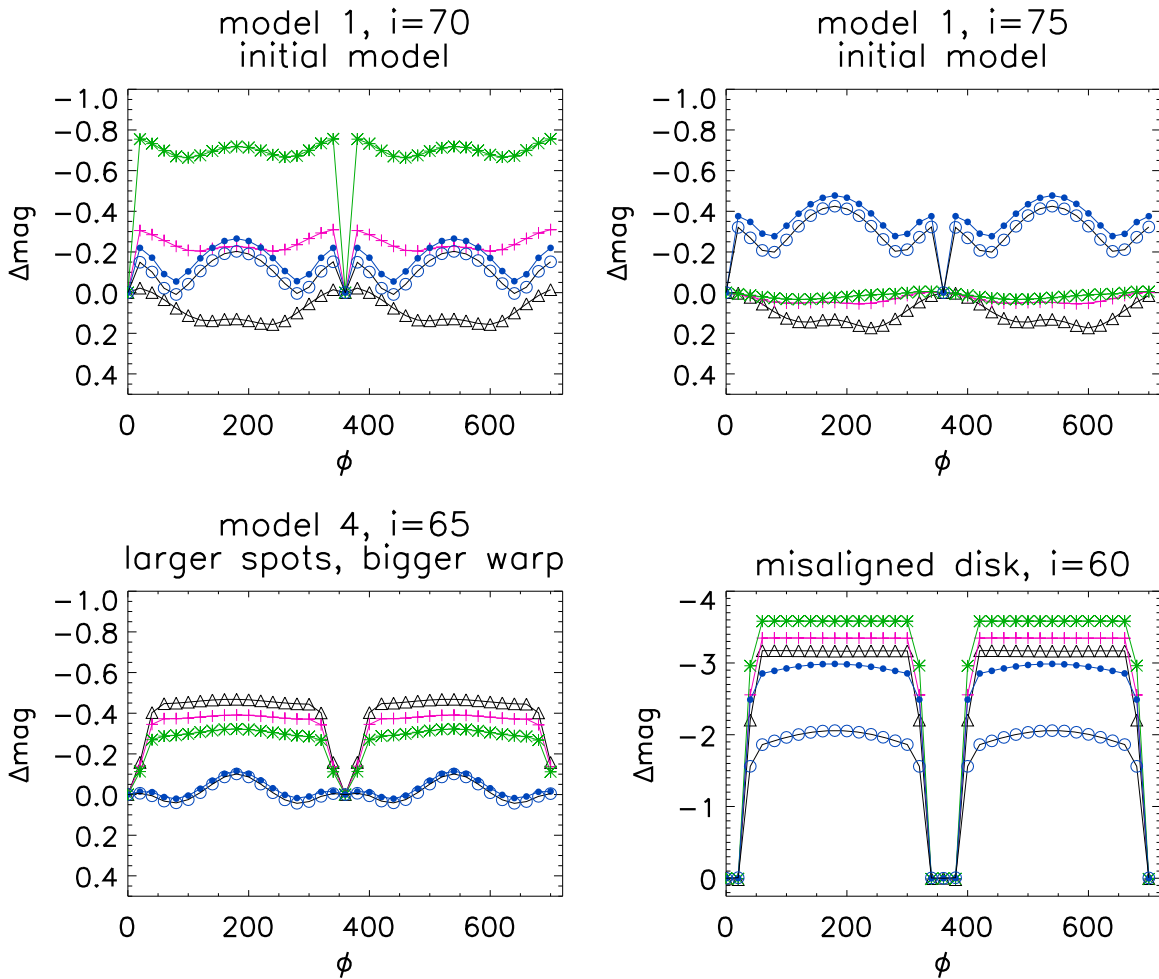 model 1, i=70
initial model
−1.0
−0.8
−0.6
−0.4
−0.2
0.0
0.2
0.4
Δmag
0 200 400 600
ϕ
model 1, i=75
initial model
−1.0
−0.8
−0.6
−0.4
−0.2
0.0
0.2
0.4
Δmag
0 200 400 600
ϕ
model 4, i=65
larger spots, bigger warp
−1.0
−0.8
−0.6
−0.4
−0.2
0.0
0.2
0.4
Δmag
0 200 400 600
ϕ
misaligned disk, i=60
−4
−3
−2
−1
0
Δmag
0 200 400 600
ϕ